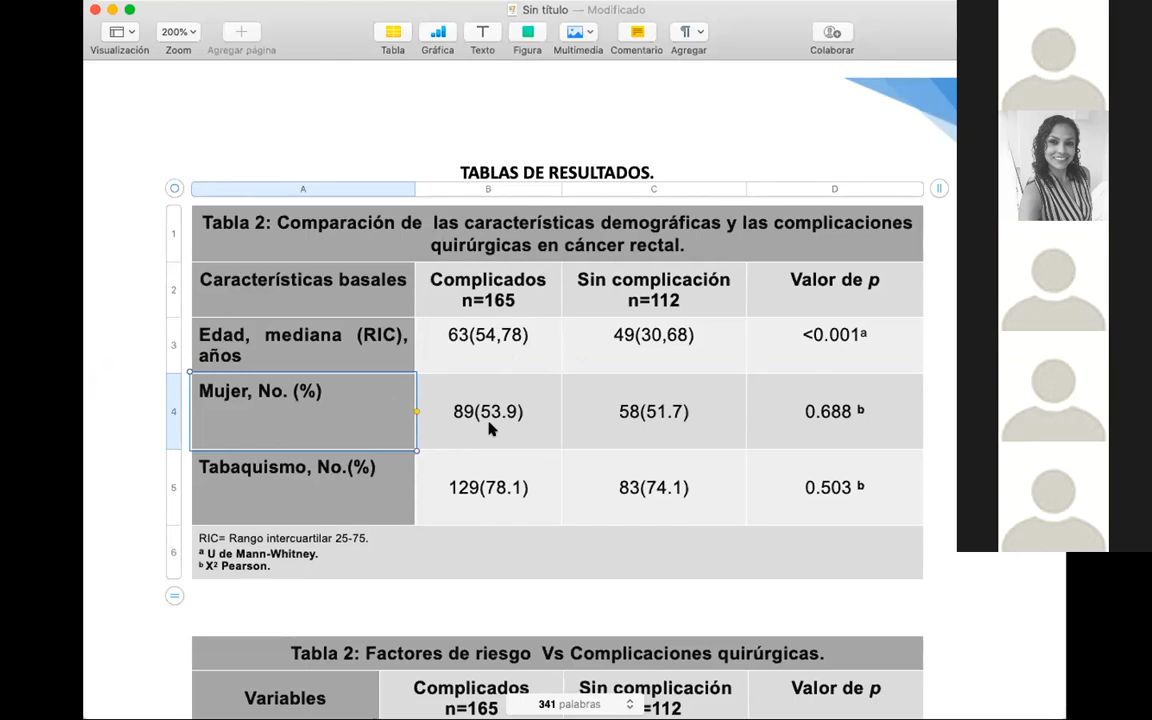 Sin título — Modificado
200%
Visualización Zoom Agregar página Tabla Gráfica Texto Figura Multimedia Comentario Agregar Colaborar
TABLAS DE RESULTADOS.
A B C D
1 Tabla 2: Comparación de las características demográficas y las complicaciones
quirúrgicas en cáncer rectal.
2 Características basales Complicados Sin complicación Valor de p
n=165 n=112
3 Edad, mediana (RIC), 63(54,78) 49(30,68) <0.001ᵃ
años
Mujer, No. (%)
4 89(53.9) 58(51.7) 0.688 ᵇ
Tabaquismo, No.(%)
5 129(78.1) 83(74.1) 0.503 ᵇ
RIC= Rango intercuartilar 25-75.
6 ᵃ U de Mann-Whitney.
ᵇ X² Pearson.
Tabla 2: Factores de riesgo Vs Complicaciones quirúrgicas.
Variables Complicados Sin complicación Valor de p
n=165 =112
341 palabras